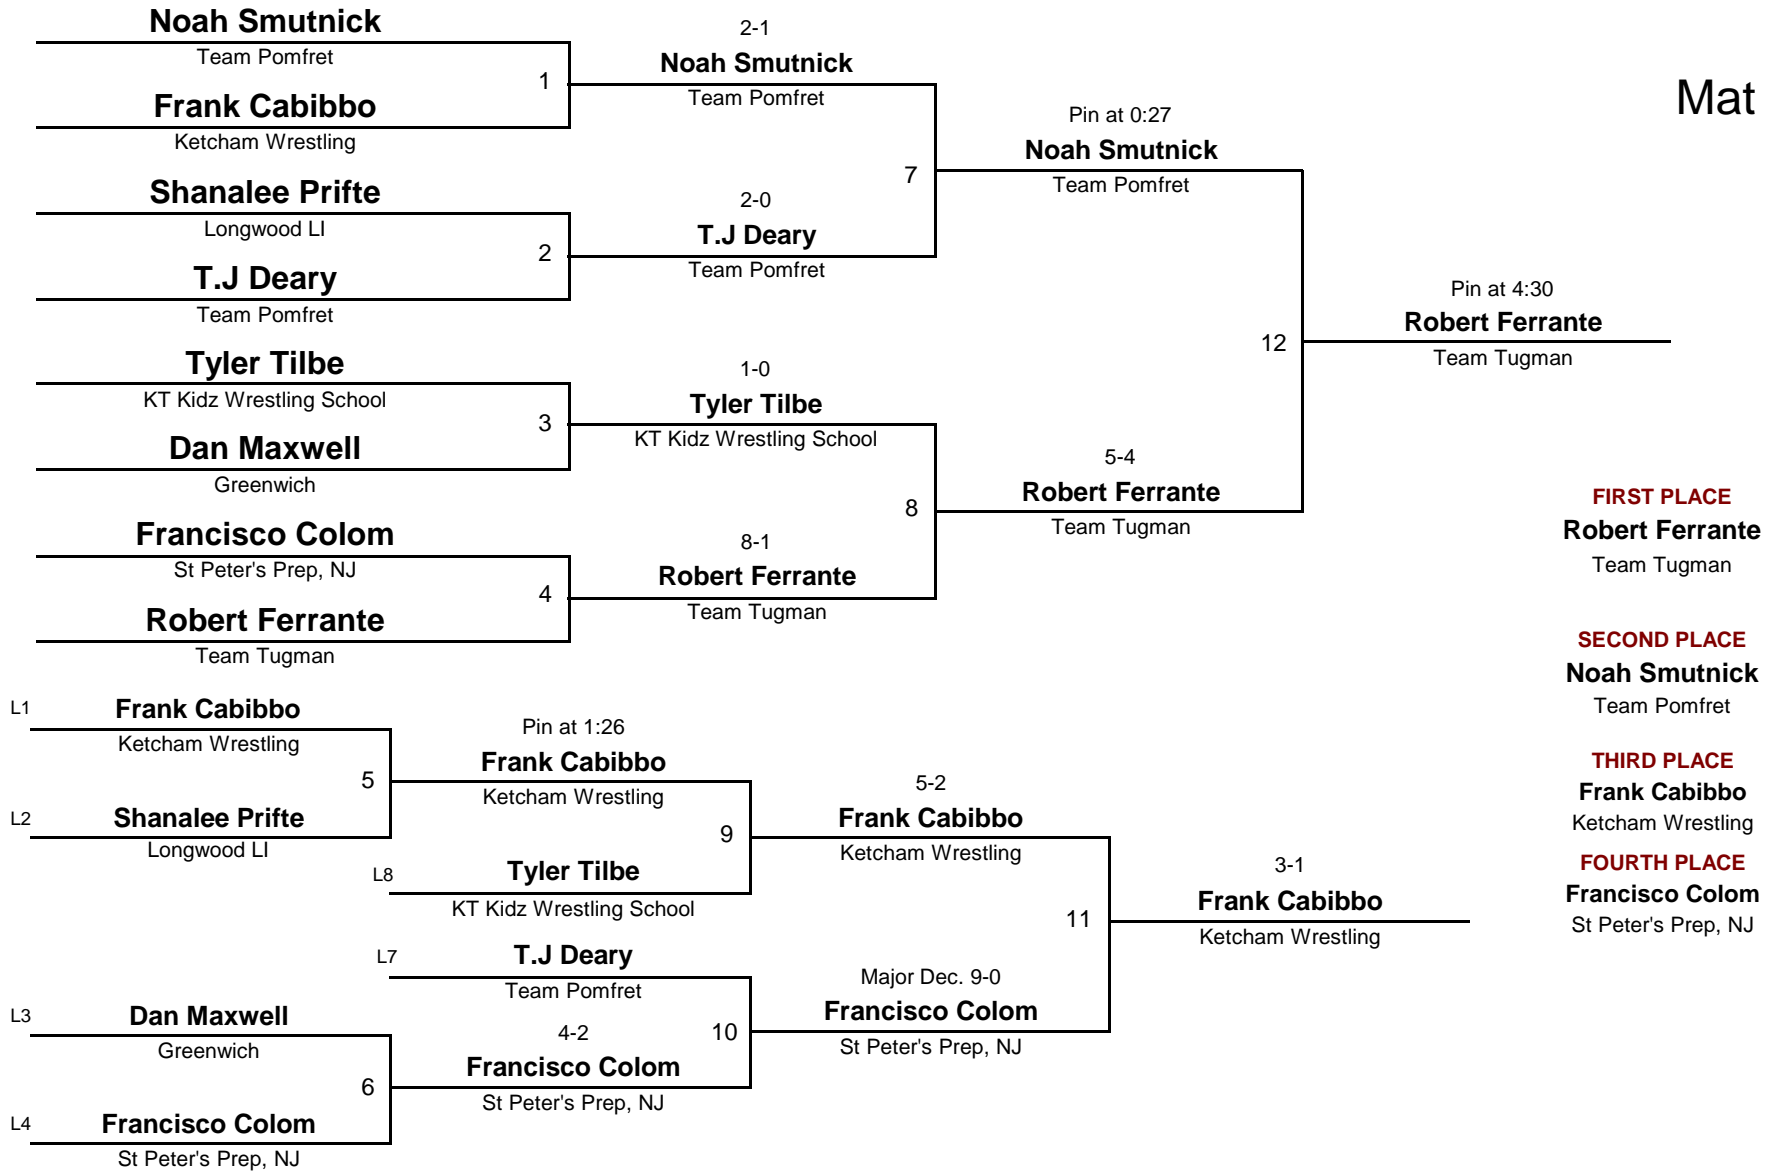 Noah Smutnick
Team Pomfret
1
Frank Cabibbo
Ketcham Wrestling
Shanalee Prifte
Longwood LI
2
T.J Deary
Team Pomfret
Tyler Tilbe
KT Kidz Wrestling School
3
Dan Maxwell
Greenwich
Francisco Colom
St Peter's Prep, NJ
4
Robert Ferrante
Team Tugman
2-1
Noah Smutnick
Team Pomfret
7
2-0
T.J Deary
Team Pomfret
1-0
Tyler Tilbe
KT Kidz Wrestling School
8
8-1
Robert Ferrante
Team Tugman
Pin at 0:27
Noah Smutnick
Team Pomfret
12
5-4
Robert Ferrante
Team Tugman
Pin at 4:30
Robert Ferrante
Team Tugman
Mat
FIRST PLACE
Robert Ferrante
Team Tugman
SECOND PLACE
Noah Smutnick
Team Pomfret
THIRD PLACE
Frank Cabibbo
Ketcham Wrestling
FOURTH PLACE
Francisco Colom
St Peter's Prep, NJ
L1
Frank Cabibbo
Ketcham Wrestling
5
L2
Shanalee Prifte
Longwood LI
L3
Dan Maxwell
Greenwich
6
L4
Francisco Colom
St Peter's Prep, NJ
Pin at 1:26
Frank Cabibbo
Ketcham Wrestling
9
L8
Tyler Tilbe
KT Kidz Wrestling School
L7
T.J Deary
Team Pomfret
10
4-2
Francisco Colom
St Peter's Prep, NJ
5-2
Frank Cabibbo
Ketcham Wrestling
11
Major Dec. 9-0
Francisco Colom
St Peter's Prep, NJ
3-1
Frank Cabibbo
Ketcham Wrestling